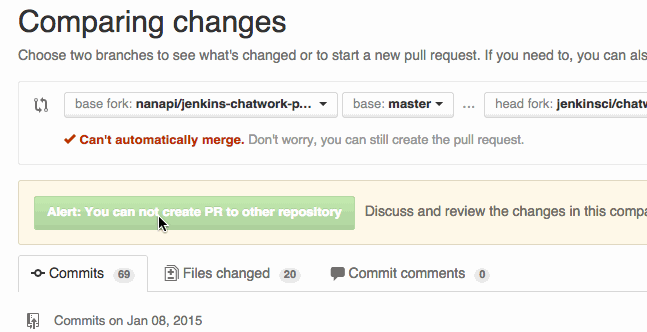 Comparing changes
Choose two branches to see what's changed or to start a new pull request. If you need to, you can als
base fork: nanapi/jenkins-chatwork-p... base: master ... head fork: jenkinsci/chatw
Can't automatically merge. Don't worry, you can still create the pull request.
Alert: You can not create PR to other repository Discuss and review the changes in this compa
Commits 69 Files changed 20 Commit comments 0
Commits on Jan 08, 2015